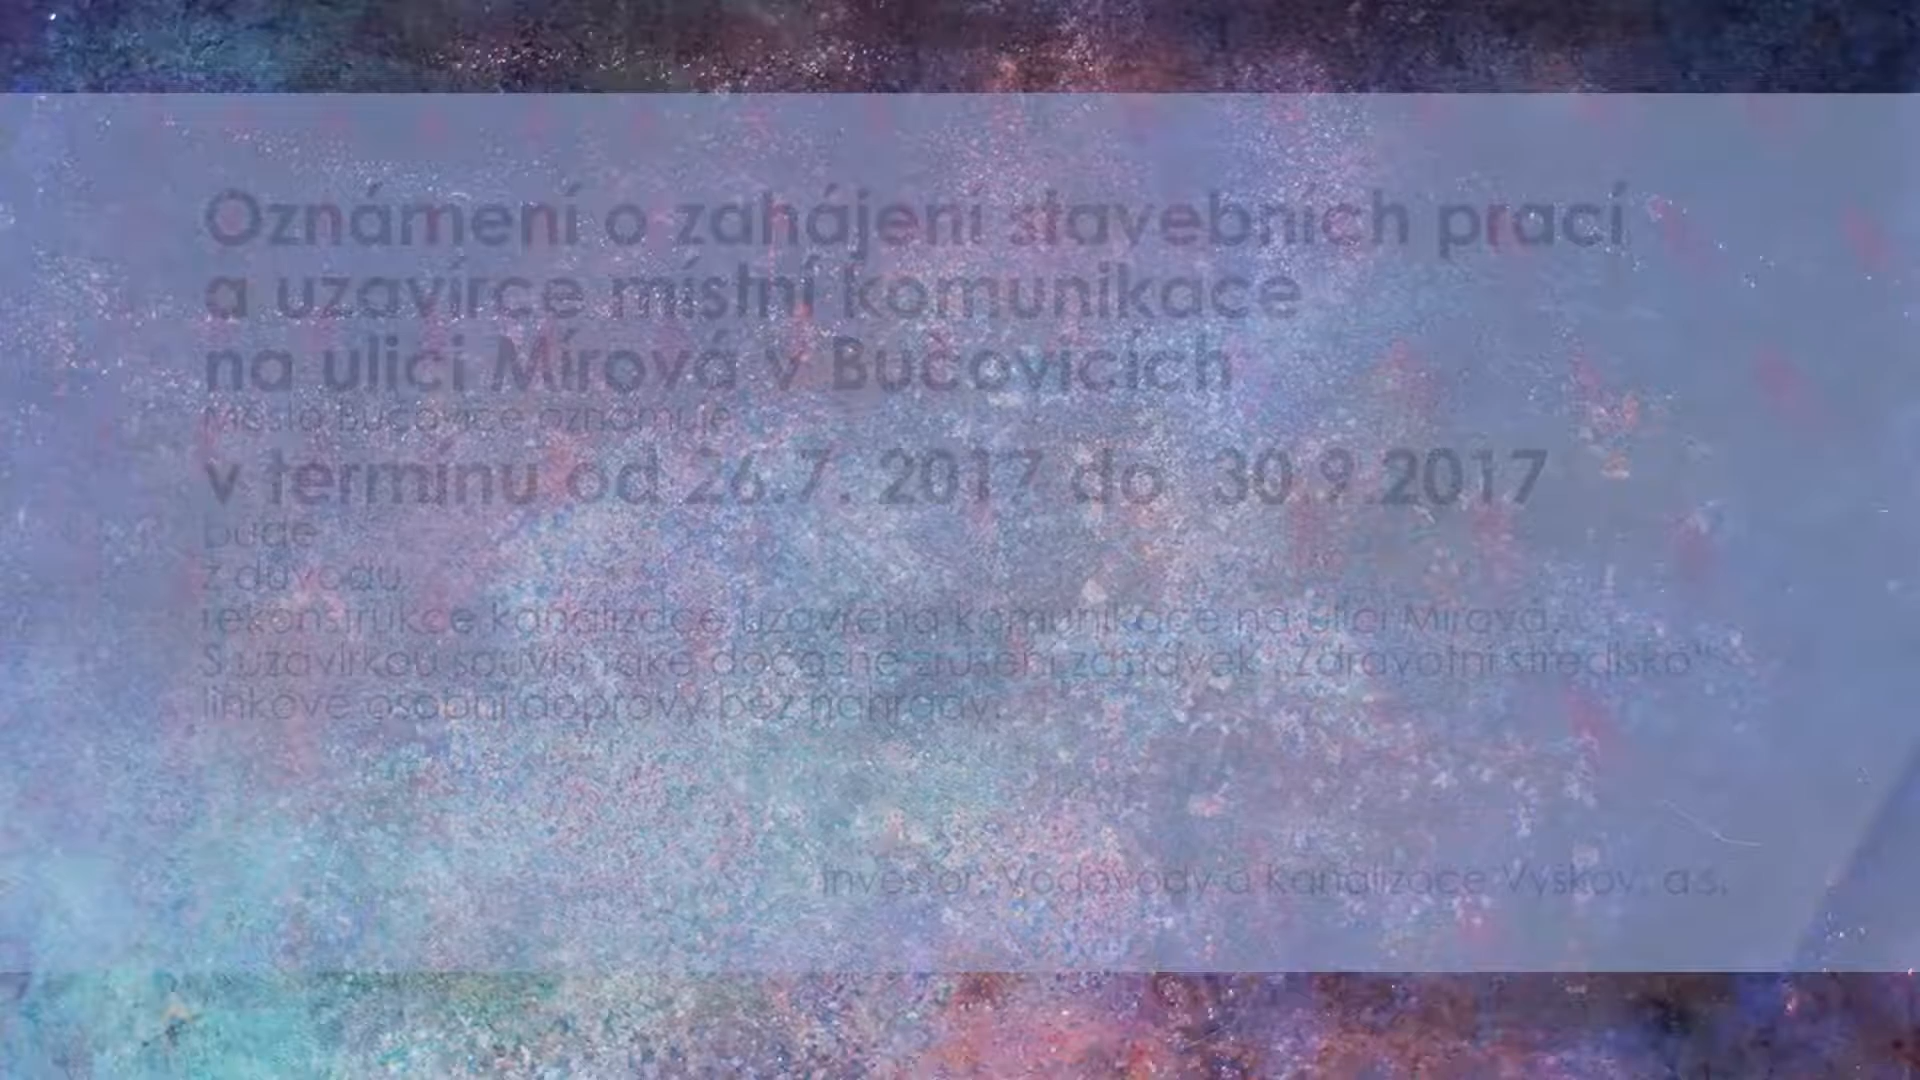 Oznámení o zahájení stavebních prací
a uzavírce místní komunikace
na ulici Mírová v Bučovicích
Město Bučovice oznamuje
v termínu od 26.7. 2017 do 30.9.2017
bude
z důvodu
rekonstrukce kanalizace uzavřena komunikace na ulici Mírová.
S uzavírkou souvisí také dočasné zrušení zastávek „Zdravotní středisko"
linkové osobní dopravy bez náhrady.
investor: Vodovody a kanalizace Vyškov, a.s.